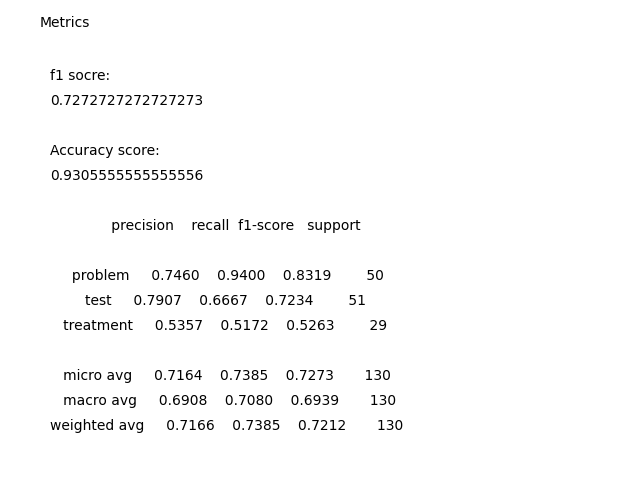 Metrics
f1 socre:
0.7272727272727273
Accuracy score:
0.9305555555555556
precision recall f1-score support
problem 0.7460 0.9400 0.8319 50
test 0.7907 0.6667 0.7234 51
treatment 0.5357 0.5172 0.5263 29
micro avg 0.7164 0.7385 0.7273 130
macro avg 0.6908 0.7080 0.6939 130
weighted avg 0.7166 0.7385 0.7212 130